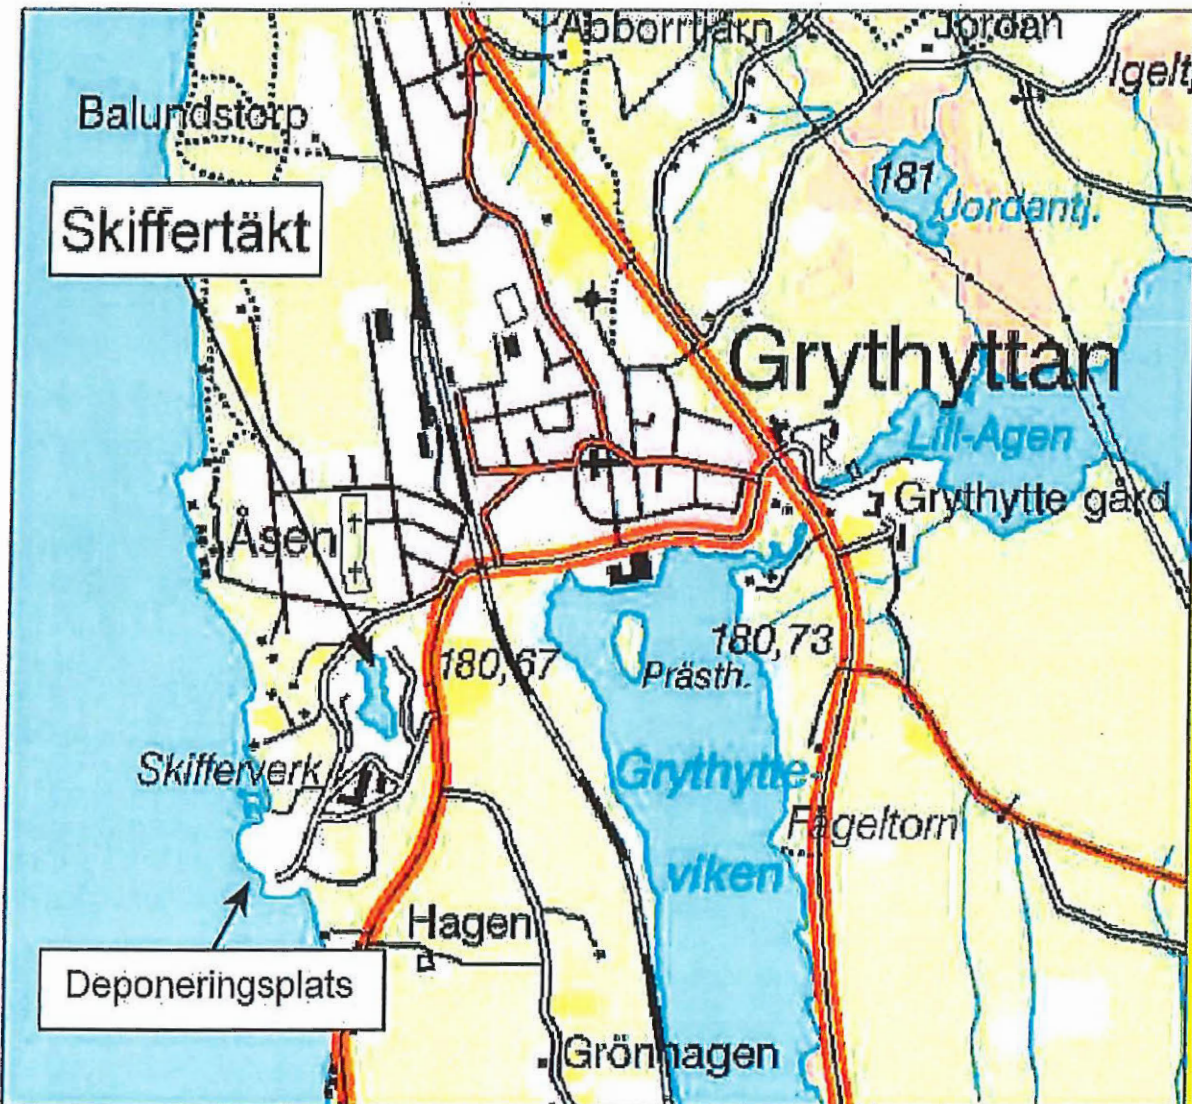 Abborrtjärn
Jordan
Igeltj
Balundstorp
181
Jordantj.
Skiffertäkt
Grythyttan
Lill-Agen
Grythytte gård
Åsen
180,67
180,73
Prästh.
Skifferverk
Grythytte-
viken
Fågeltorn
Hagen
Deponeringsplats
Grönhagen